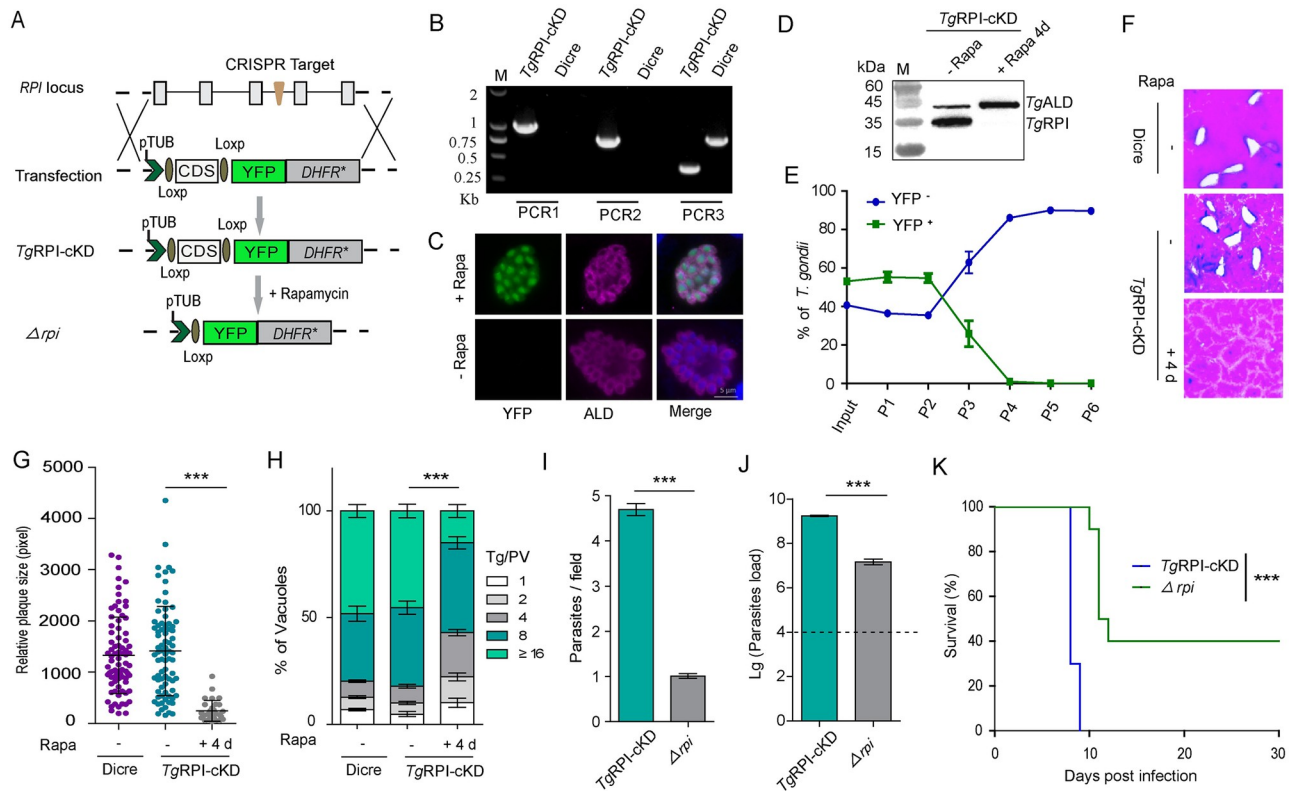 A
CRISPR Target
RPI locus
pTUB
Loxp
Transfection
CDS
YFP
DHFR*
Loxp
pTUB
Loxp
TgRPI-cKD
CDS
YFP
DHFR*
Loxp
pTUB
+ Rapamycin
Δrpi
YFP
DHFR*
Loxp
B
TgRPI-cKD
Dicre
TgRPI-cKD
Dicre
TgRPI-cKD
Dicre
M
2
1
0.75
0.5
0.25
Kb
PCR1
PCR2
PCR3
C
+ Rapa
- Rapa
5 μm
YFP
ALD
Merge
D
TgRPI-cKD
- Rapa
+ Rapa 4d
kDa
M
60
45
35
15
TgALD
TgRPI
E
YFP -
YFP +
% of T. gondii
100
80
60
40
20
0
Input
P1
P2
P3
P4
P5
P6
F
Rapa
Dicre
-
TgRPI-cKD
-
+ 4 d
G
Relative plaque size (pixel)
5000
4000
3000
2000
1000
0
***
Rapa
-
-
+ 4 d
Dicre
TgRPI-cKD
H
% of Vacuoles
100
50
0
***
Tg/PV
1
2
4
8
≥ 16
Rapa
-
-
+ 4 d
Dicre
TgRPI-cKD
I
Parasites / field
5
4
3
2
1
0
***
TgRPI-cKD
Δrpi
J
Lg (Parasites load)
10
8
6
4
2
0
***
TgRPI-cKD
Δrpi
K
Survival (%)
100
80
60
40
20
0
TgRPI-cKD
Δ rpi
***
0
10
20
30
Days post infection